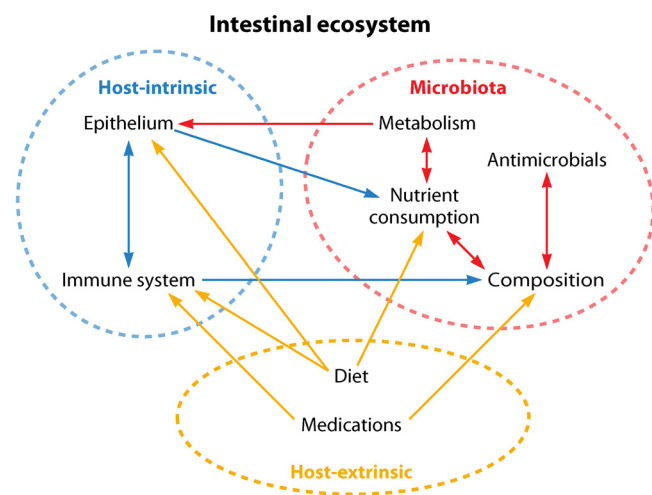 Intestinal ecosystem
Host-intrinsic
Microbiota
Epithelium
Metabolism
Antimicrobials
Nutrient
consumption
Immune system
Composition
Diet
Medications
Host-extrinsic